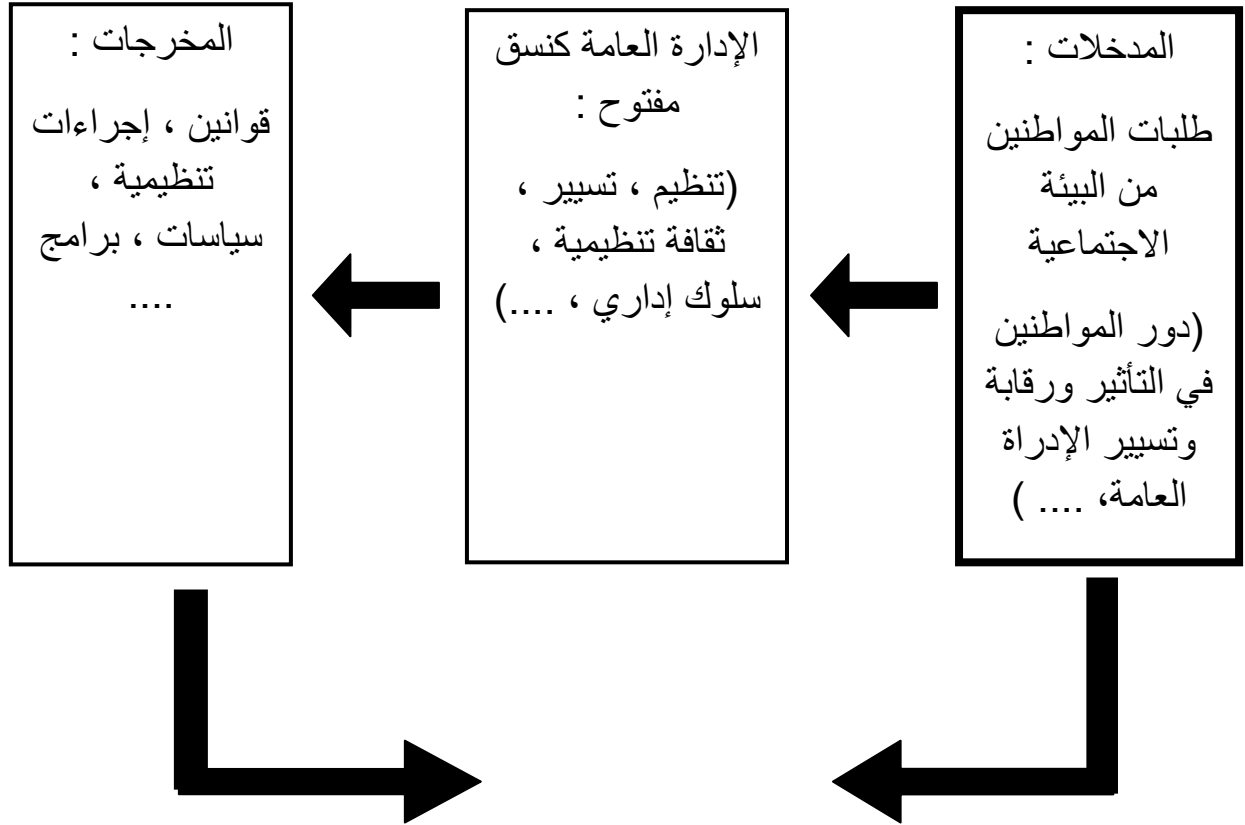 المدخلات :
طلبات المواطنين
من البيئة
الاجتماعية
(دور المواطنين
في التأثير ورقابة
وتسيير الإدراة
العامة، .... )
الإدارة العامة كنسق
مفتوح :
(تنظيم ، تسيير ،
ثقافة تنظيمية ،
سلوك إداري ، ....)
المخرجات :
قوانين ، إجراءات
تنظيمية ،
سياسات ، برامج
....